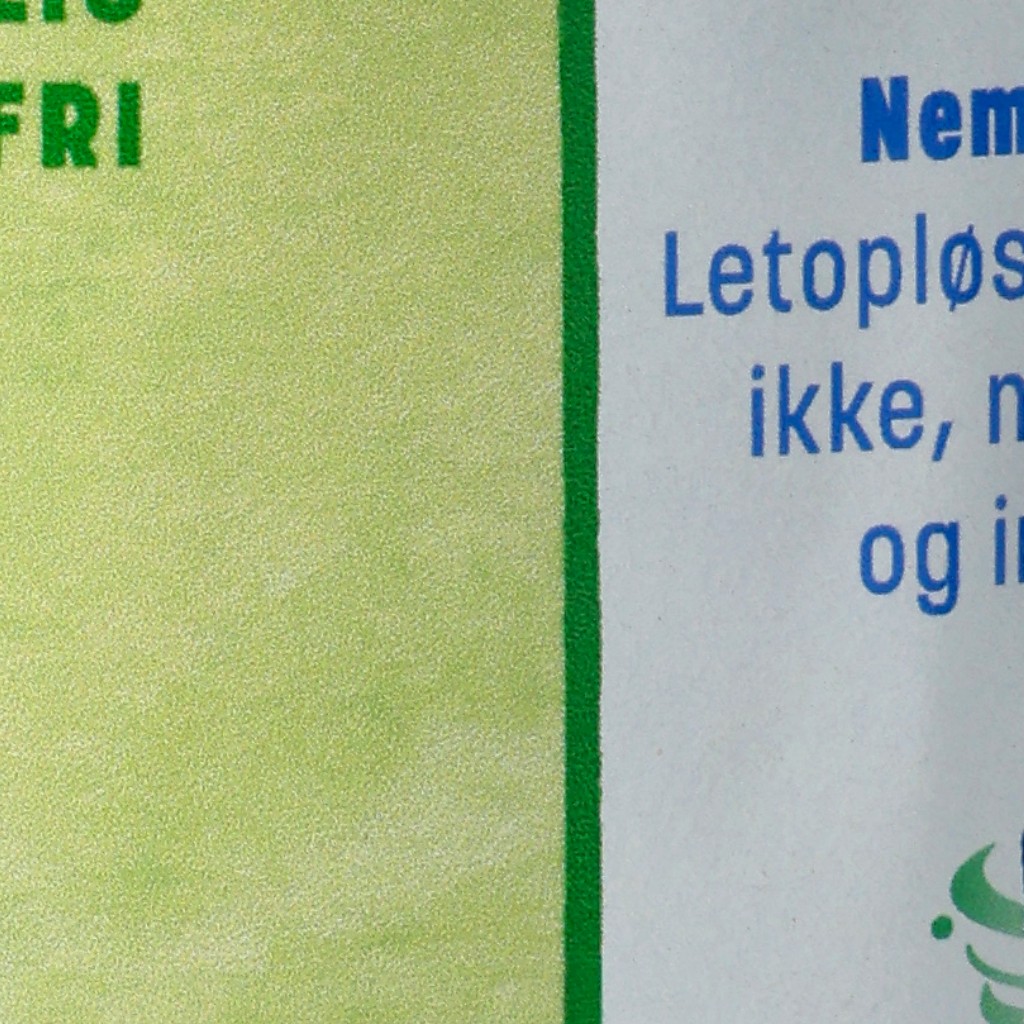 FRI
Nem
Letopløs
ikke, n
og i